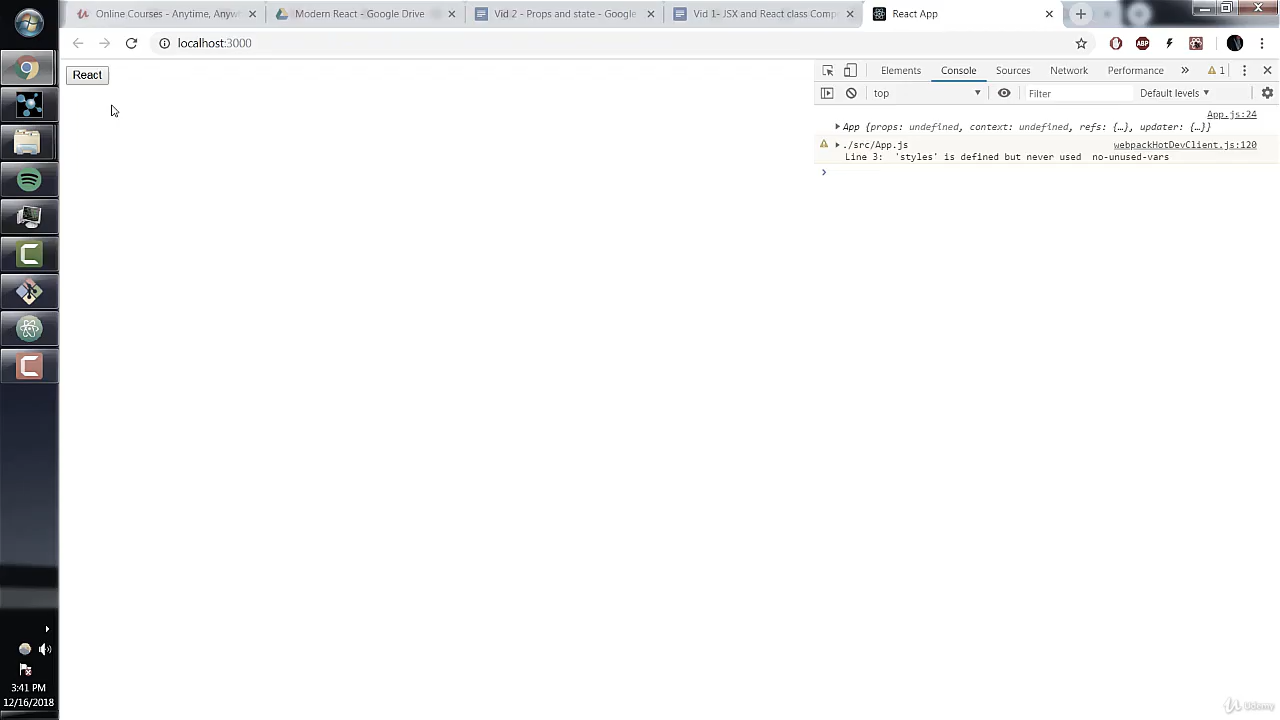 Online Courses - Anytime, Anyw
Modern React - Google Drive
Vid 2 - Props and state - Google
Vid 1- JSX and React class Comp
React App
localhost:3000
ABP
React
Elements
Console
Sources
Network
Performance
»
1
top
Filter
Default levels
App.js:24
App {props: undefined, context: undefined, refs: {…}, updater: {…}}
./src/App.js
webpackHotDevClient.js:120
Line 3: 'styles' is defined but never used no-unused-vars
3:41 PM
12/16/2018
Udemy